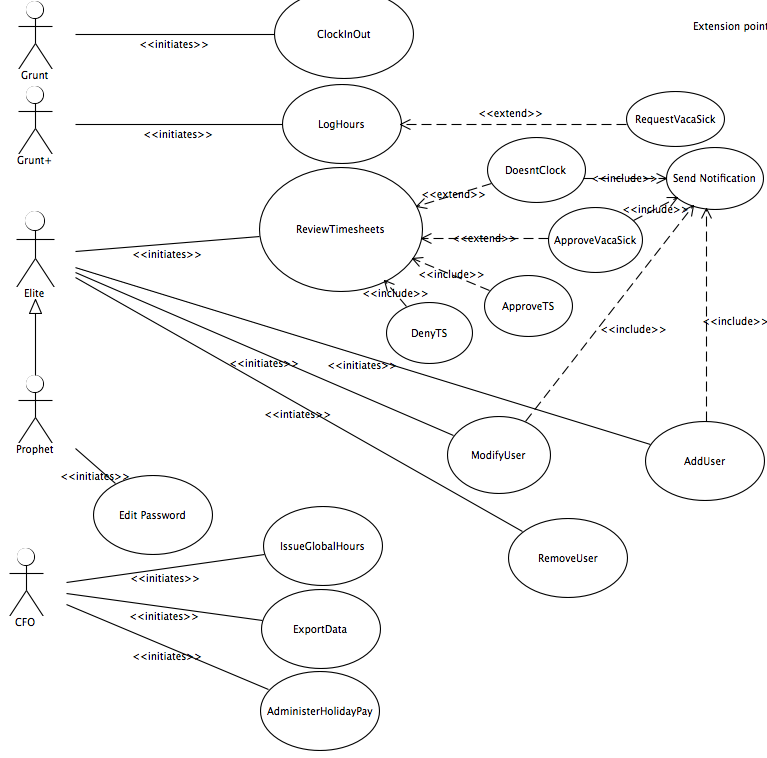 ClockInOut
Extension point
<<initiates>>
Grunt
<<extend>>
RequestVacaSick
LogHours
<<initiates>>
Grunt+
DoesntClock
<<include>>
Send Notification
<<extend>>
<<include>>
ReviewTimesheets
<<extend>>
ApproveVacaSick
<<initiates>>
<<include>>
Elite
<<include>>
ApproveTS
<<include>>
<<include>>
DenyTS
<<initiates>>
<<initiates>>
<<intiates>>
Prophet
ModifyUser
AddUser
<<initiates>>
Edit Password
IssueGlobalHours
RemoveUser
<<initiates>>
CFO
<<initiates>>
ExportData
<<initiates>>
AdministerHolidayPay